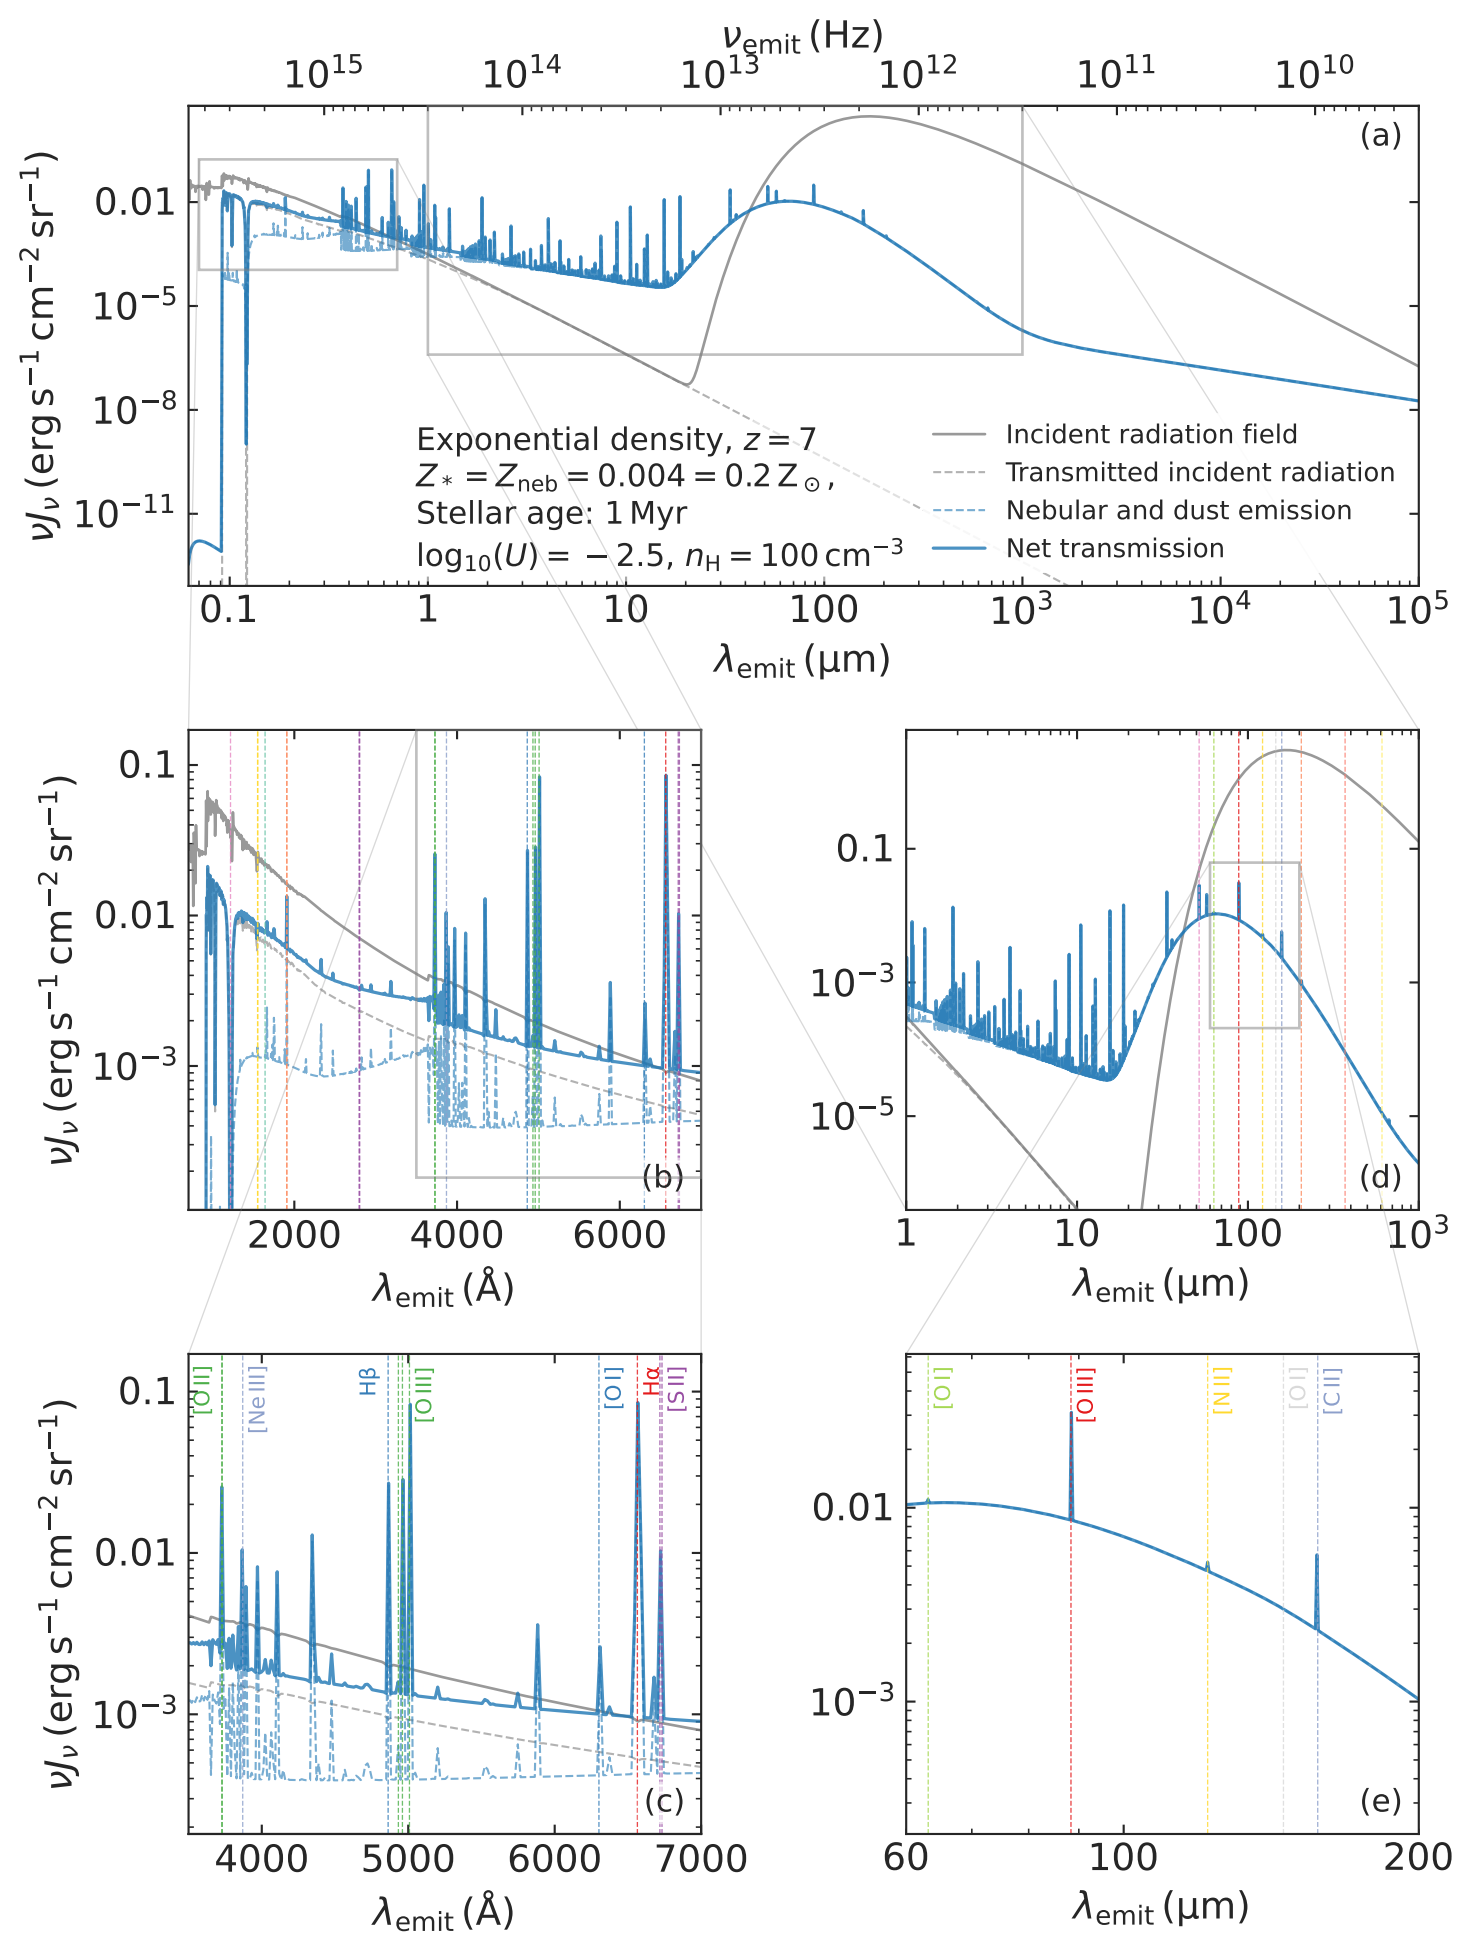 ν_emit (Hz)
10^15 10^14 10^13 10^12 10^11 10^10
(a)
νJ_ν (erg s^−1 cm^−2 sr^−1)
0.01
10^−5
10^−8
10^−11
Exponential density, z = 7
Z_* = Z_neb = 0.004 = 0.2 Z_⊙,
Stellar age: 1 Myr
log_10(U) = −2.5, n_H = 100 cm^−3
Incident radiation field
Transmitted incident radiation
Nebular and dust emission
Net transmission
0.1 1 10 100 10^3 10^4 10^5
λ_emit (µm)
νJ_ν (erg s^−1 cm^−2 sr^−1)
0.1
0.01
10^−3
(b)
2000 4000 6000
λ_emit (Å)
0.1
10^−3
10^−5
(d)
1 10 100 10^3
λ_emit (µm)
νJ_ν (erg s^−1 cm^−2 sr^−1)
0.1
0.01
10^−3
[O II]
[Ne III]
Hβ
[O III]
[O I]
Hα
[S II]
(c)
4000 5000 6000 7000
λ_emit (Å)
0.01
10^−3
[O I]
[O III]
[N II]
[O I]
[C II]
(e)
60 100 200
λ_emit (µm)